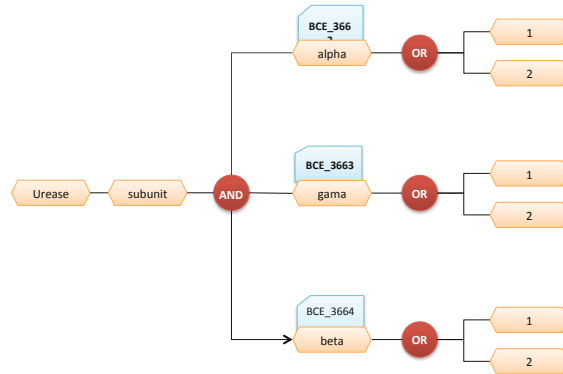 BCE_366
alpha
OR
1
2
Urease
subunit
AND
BCE_3663
gama
OR
1
2
BCE_3664
beta
OR
1
2